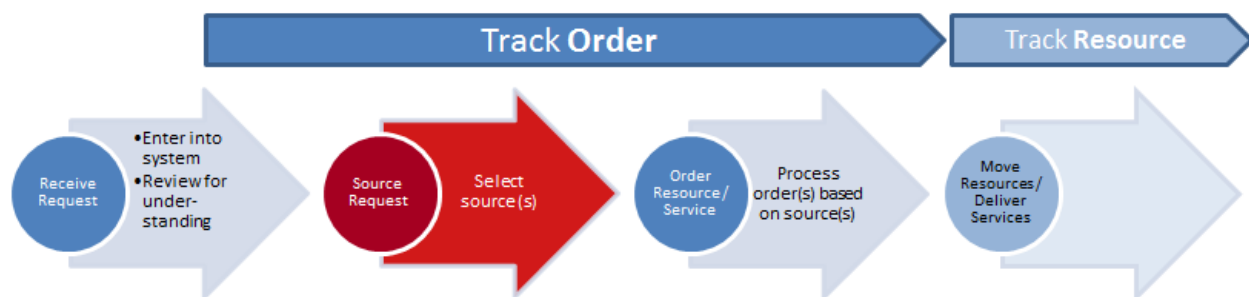 Track Order
Track Resource
Receive
Request
•Enter into
system
•Review for
under-
standing
Source
Request
Select
source(s)
Order
Resource/
Service
Process
order(s) based
on source(s)
Move
Resources/
Deliver
Services